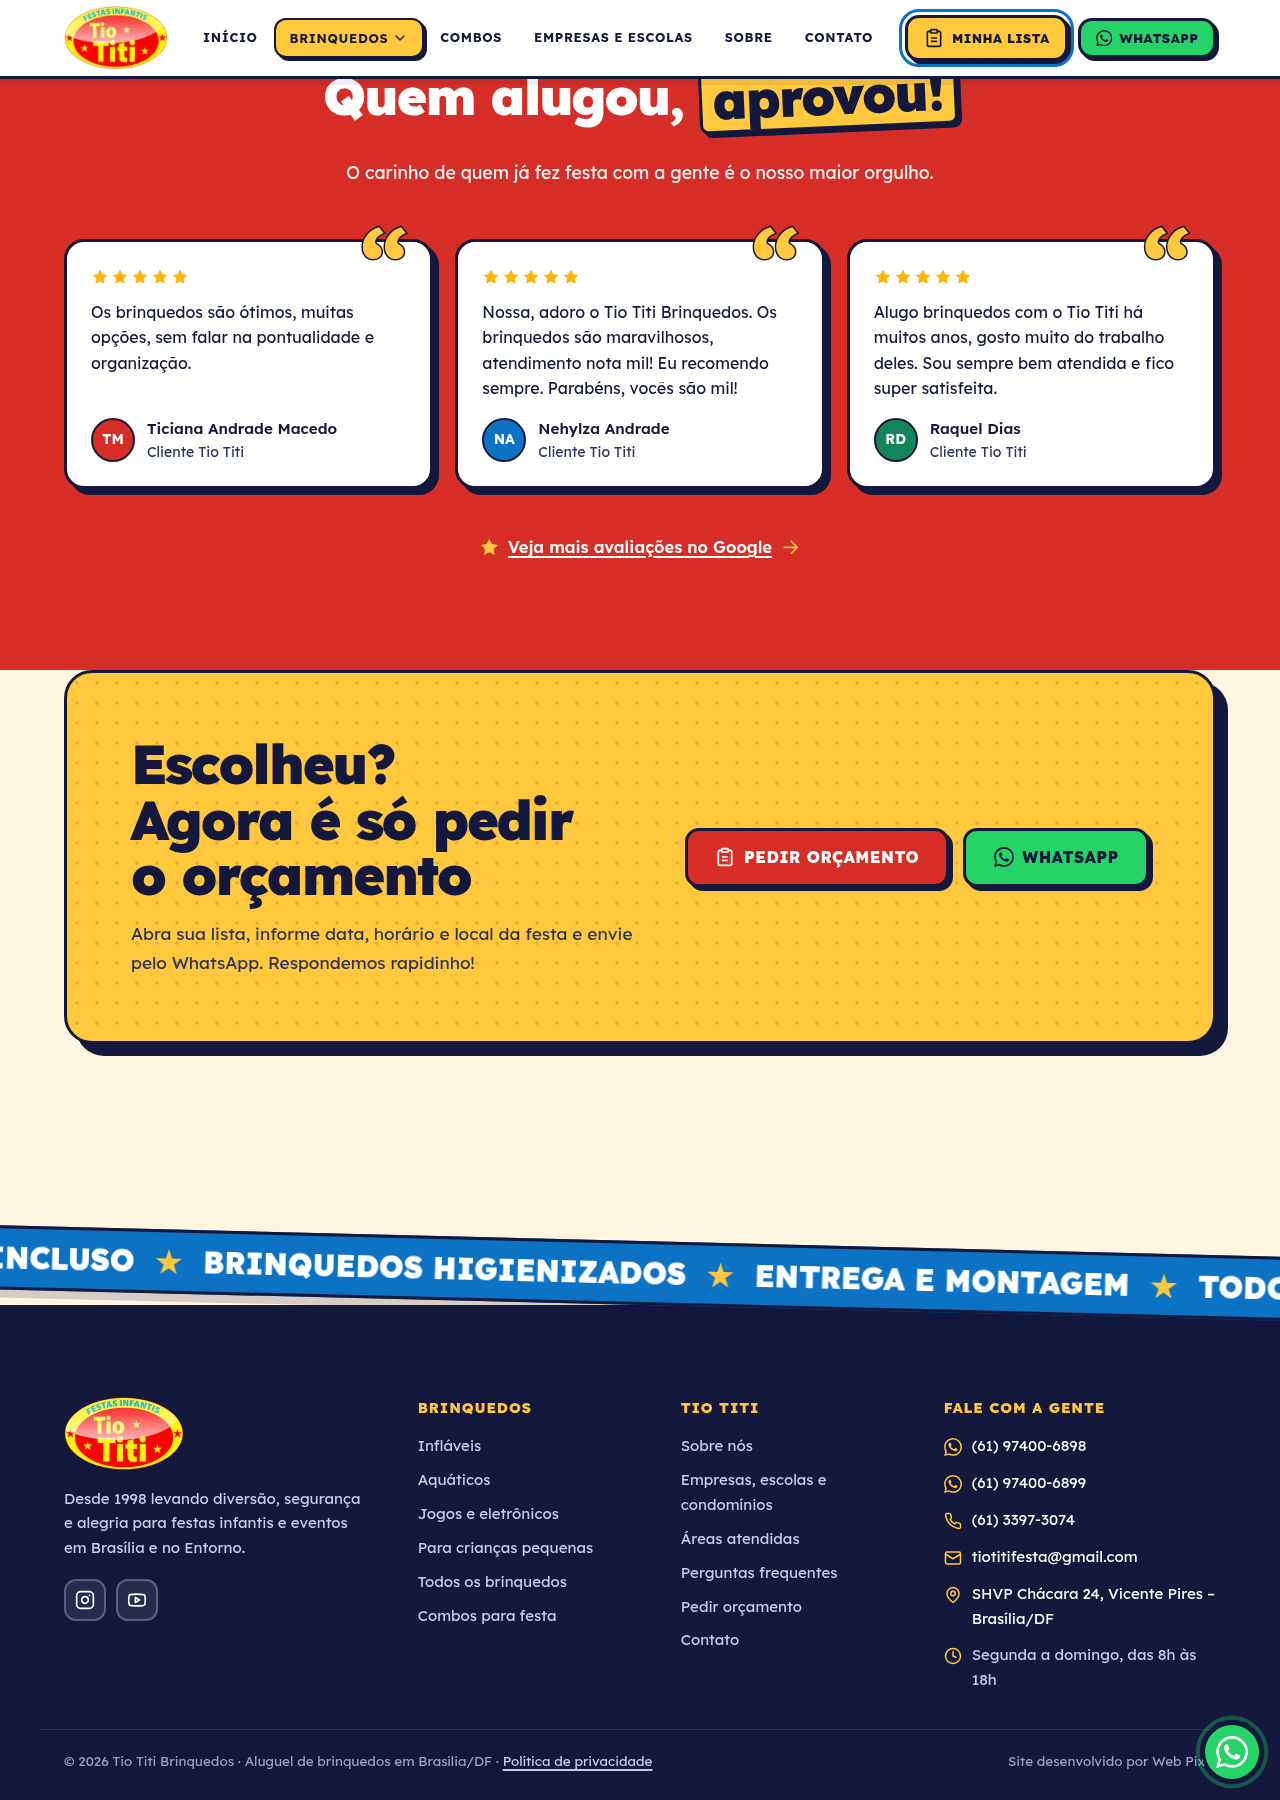 FESTAS INFANTIS
Tio
Titi
INÍCIO
BRINQUEDOS
COMBOS
EMPRESAS E ESCOLAS
SOBRE
CONTATO
MINHA LISTA
WHATSAPP
Quem alugou, aprovou!
O carinho de quem já fez festa com a gente é o nosso maior orgulho.
Os brinquedos são ótimos, muitas
opções, sem falar na pontualidade e
organização.
TM
Ticiana Andrade Macedo
Cliente Tio Titi
Nossa, adoro o Tio Titi Brinquedos. Os
brinquedos são maravilhosos,
atendimento nota mil! Eu recomendo
sempre. Parabéns, vocês são mil!
NA
Nehylza Andrade
Cliente Tio Titi
Alugo brinquedos com o Tio Titi há
muitos anos, gosto muito do trabalho
deles. Sou sempre bem atendida e fico
super satisfeita.
RD
Raquel Dias
Cliente Tio Titi
Veja mais avaliações no Google
Escolheu?
Agora é só pedir
o orçamento
Abra sua lista, informe data, horário e local da festa e envie
pelo WhatsApp. Respondemos rapidinho!
PEDIR ORÇAMENTO
WHATSAPP
INCLUSO ★ BRINQUEDOS HIGIENIZADOS ★ ENTREGA E MONTAGEM ★ TODO
FESTAS INFANTIS
Tio
Titi
Desde 1998 levando diversão, segurança
e alegria para festas infantis e eventos
em Brasília e no Entorno.
BRINQUEDOS
Infláveis
Aquáticos
Jogos e eletrônicos
Para crianças pequenas
Todos os brinquedos
Combos para festa
TIO TITI
Sobre nós
Empresas, escolas e
condomínios
Áreas atendidas
Perguntas frequentes
Pedir orçamento
Contato
FALE COM A GENTE
(61) 97400-6898
(61) 97400-6899
(61) 3397-3074
tiotitifesta@gmail.com
SHVP Chácara 24, Vicente Pires –
Brasília/DF
Segunda a domingo, das 8h às
18h
© 2026 Tio Titi Brinquedos · Aluguel de brinquedos em Brasília/DF · Política de privacidade
Site desenvolvido por Web